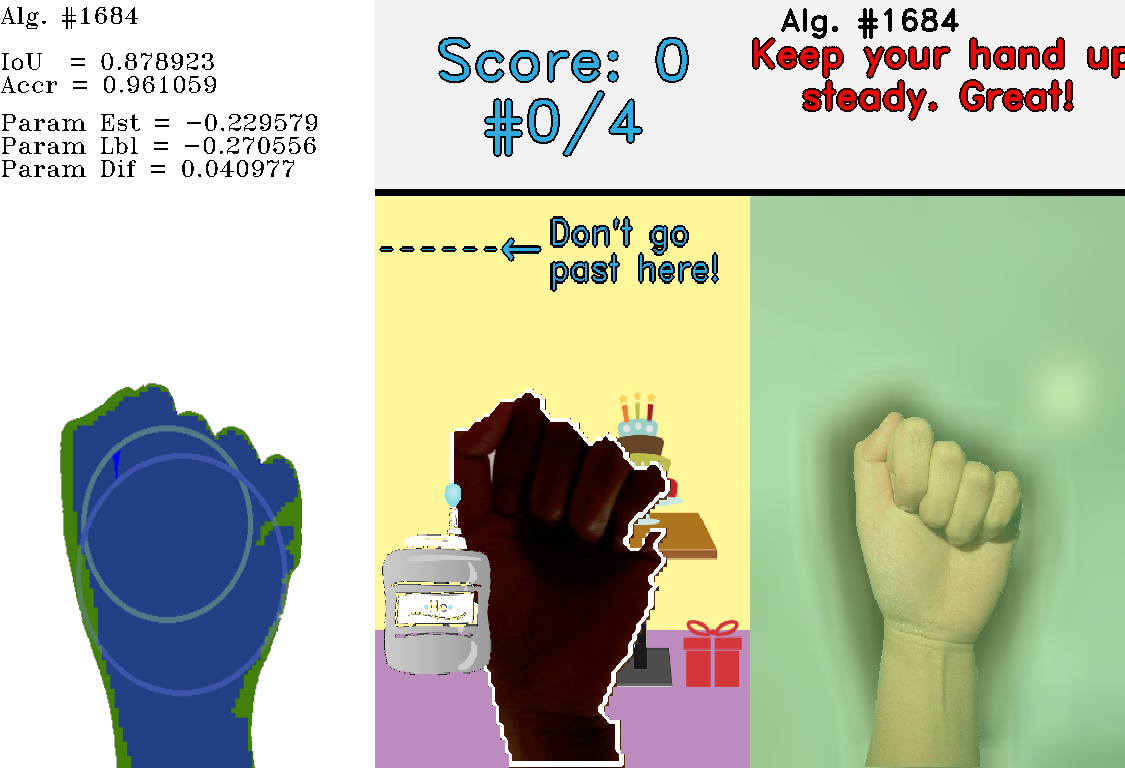 Alg. #1684
IoU = 0.878923
Accr = 0.961059
Param Est = −0.229579
Param Lbl = −0.270556
Param Dif = 0.040977
Score: 0
#0/4
Alg. #1684
Keep your hand up
steady. Great!
Don't go
past here!